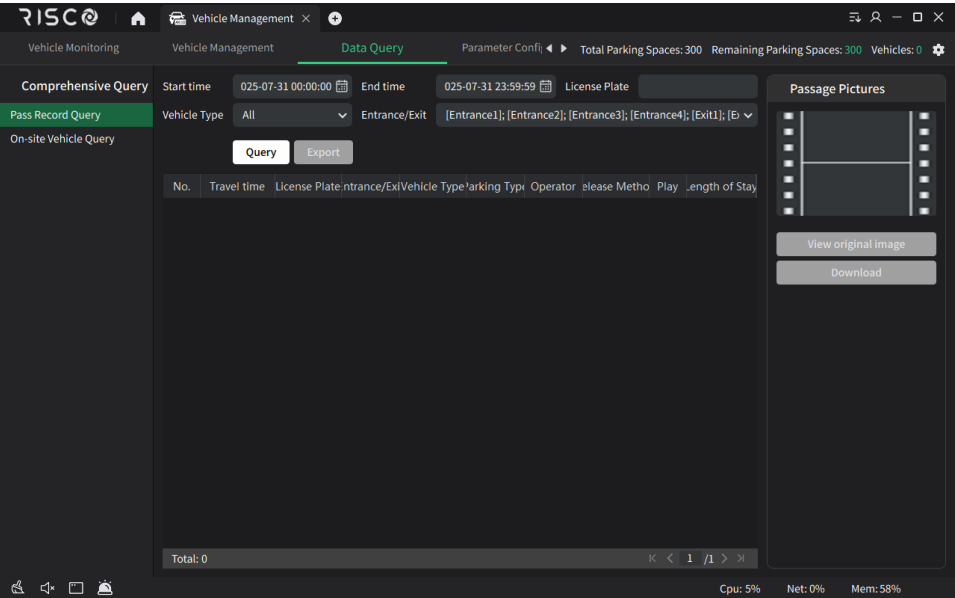 RISCO
Vehicle Management
Vehicle Monitoring
Vehicle Management
Data Query
Parameter Confi
Total Parking Spaces: 300
Remaining Parking Spaces: 300
Vehicles: 0
Comprehensive Query
Pass Record Query
On-site Vehicle Query
Start time
025-07-31 00:00:00
End time
025-07-31 23:59:59
License Plate
Vehicle Type
All
Entrance/Exit
[Entrance1]; [Entrance2]; [Entrance3]; [Entrance4]; [Exit1]; [E
Query
Export
No.
Travel time
License Plate
ntrance/Exi
Vehicle Type
arking Type
Operator
elease Metho
Play
Length of Stay
Total: 0
1 /1
Passage Pictures
View original image
Download
Cpu: 5%
Net: 0%
Mem: 58%